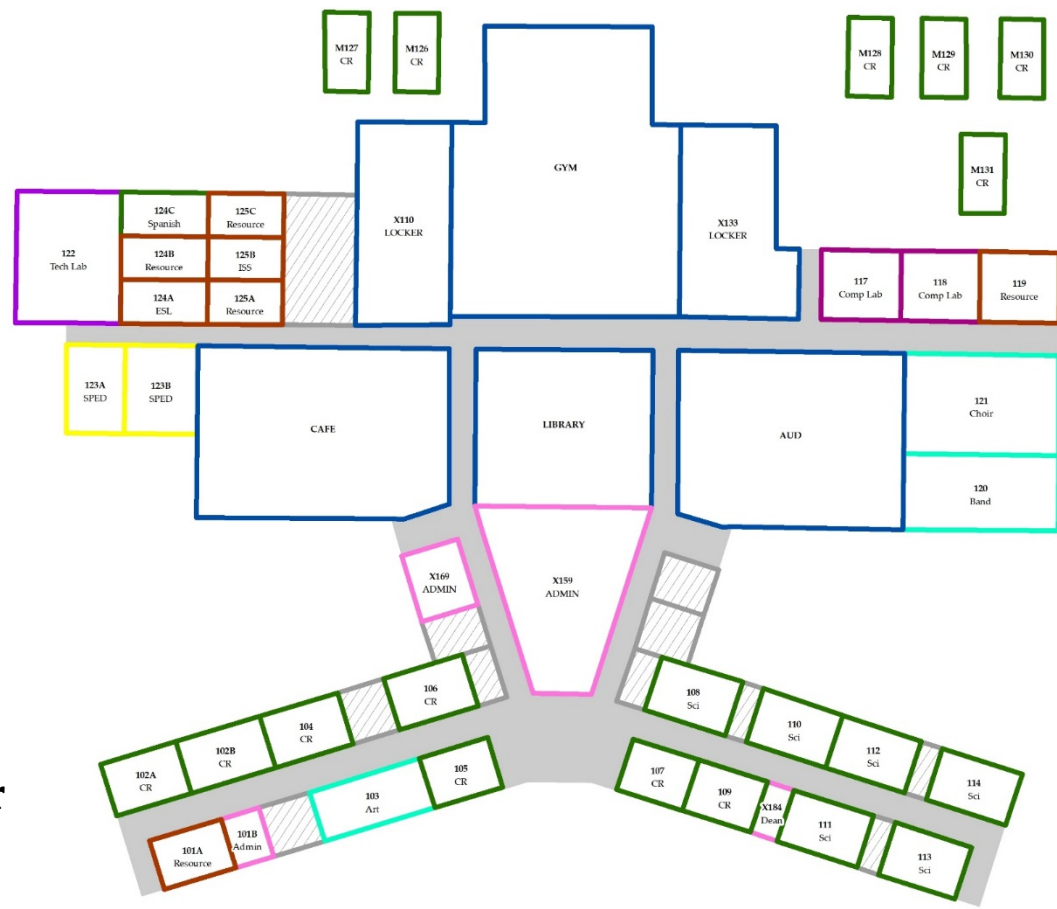 M127
CR
M126
CR
M128
CR
M129
CR
M130
CR
M131
CR
GYM
X110
LOCKER
X133
LOCKER
122
Tech Lab
124C
Spanish
125C
Resource
124B
Resource
125B
ISS
124A
ESL
125A
Resource
117
Comp Lab
118
Comp Lab
119
Resource
123A
SPED
123B
SPED
CAFE
LIBRARY
AUD
121
Choir
120
Band
X169
ADMIN
X159
ADMIN
106
CR
104
CR
102B
CR
102A
CR
105
CR
103
Art
101B
Admin
101A
Resource
108
Sci
110
Sci
112
Sci
114
Sci
107
CR
109
CR
X184
Dean
111
Sci
113
Sci